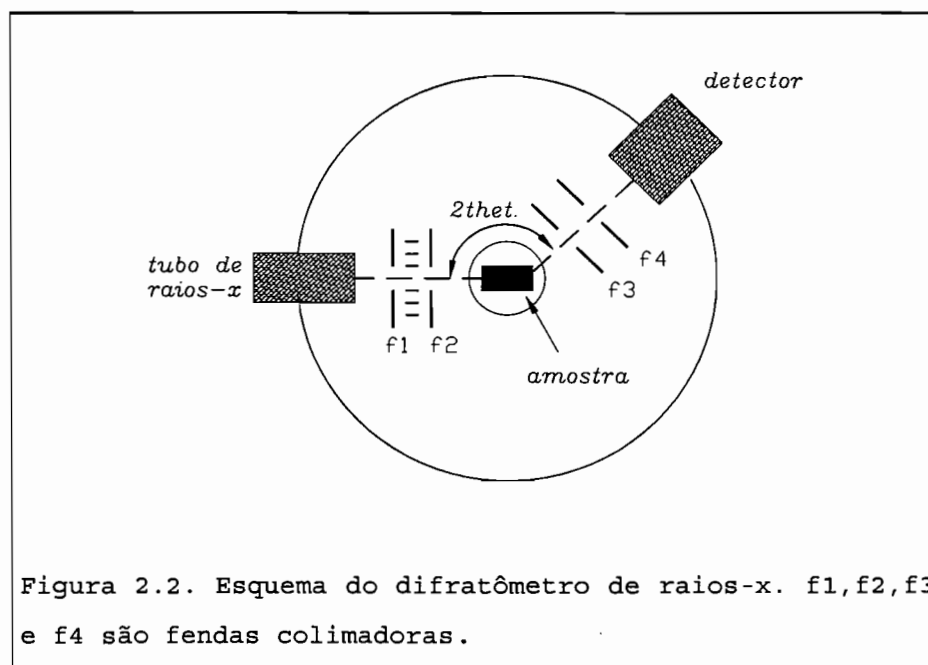 detector
2thet.
tubo de
raios-x
f1 f2
f3
f4
amostra
Figura 2.2. Esquema do difratômetro de raios-x. f1,f2,f3
e f4 são fendas colimadoras.